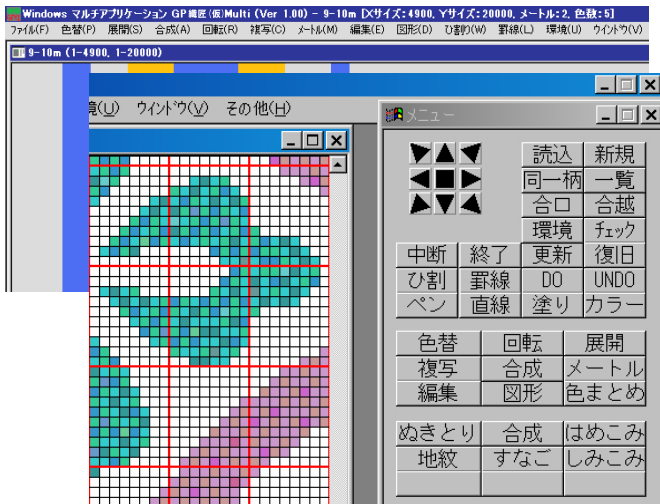 Windows マルチアプリケーション GP織匠(仮)Multi (Ver 1.00) - 9-10m [Xサイズ:4900, Yサイズ:20000, メートル:2, 色数:5]
ファイル(F) 色替(P) 展開(S) 合成(A) 回転(R) 複写(C) メートル(M) 編集(E) 図形(D) ひ割り(W) 罫線(L) 環境(U) ウインドウ(V)
9-10m (1-4900, 1-20000)
境(U) ウインドウ(V) その他(H)
メニュー
読込 新規
同一柄 一覧
合口 合越
環境 チェック
中断 終了 更新 復旧
ひ割 罫線 DO UNDO
ペン 直線 塗り カラー
色替 回転 展開
複写 合成 メートル
編集 図形 色まとめ
ぬきとり 合成 はめこみ
地紋 すなご しみこみ